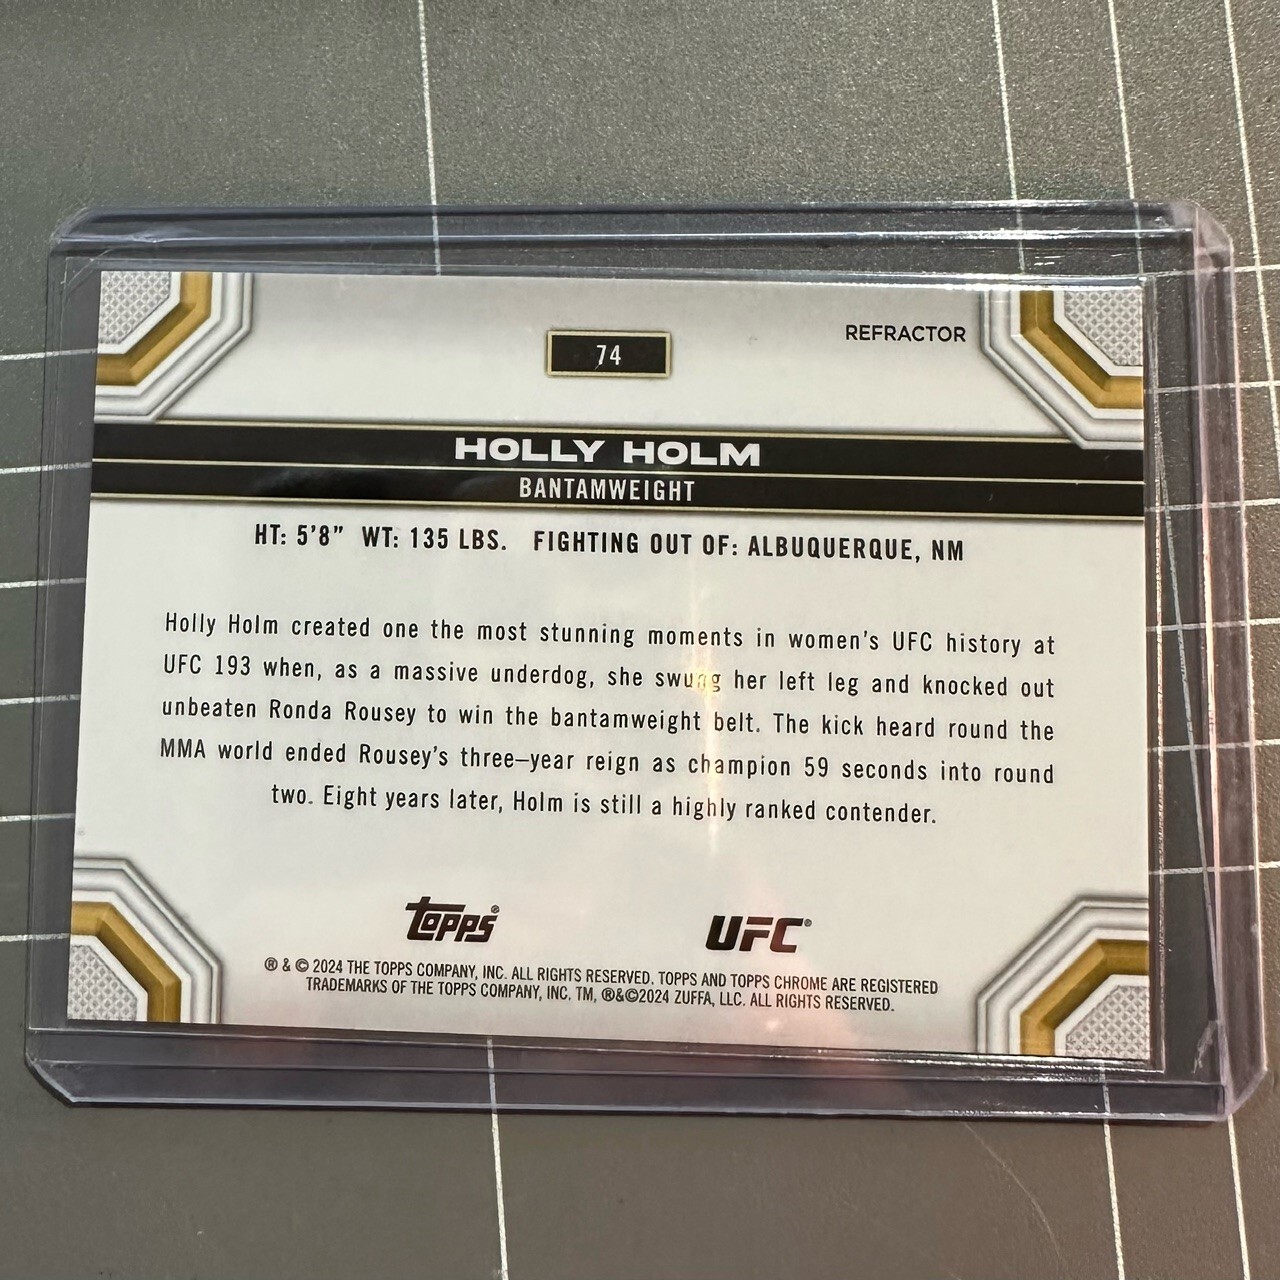 74
REFRACTOR
HOLLY HOLM
BANTAMWEIGHT
HT: 5'8" WT: 135 LBS. FIGHTING OUT OF: ALBUQUERQUE, NM
Holly Holm created one the most stunning moments in women's UFC history at
UFC 193 when, as a massive underdog, she swung her left leg and knocked out
unbeaten Ronda Rousey to win the bantamweight belt. The kick heard round the
MMA world ended Rousey's three–year reign as champion 59 seconds into round
two. Eight years later, Holm is still a highly ranked contender.
Topps®
UFC®
® & © 2024 THE TOPPS COMPANY, INC. ALL RIGHTS RESERVED. TOPPS AND TOPPS CHROME ARE REGISTERED
TRADEMARKS OF THE TOPPS COMPANY, INC. TM, ®&©2024 ZUFFA, LLC. ALL RIGHTS RESERVED.